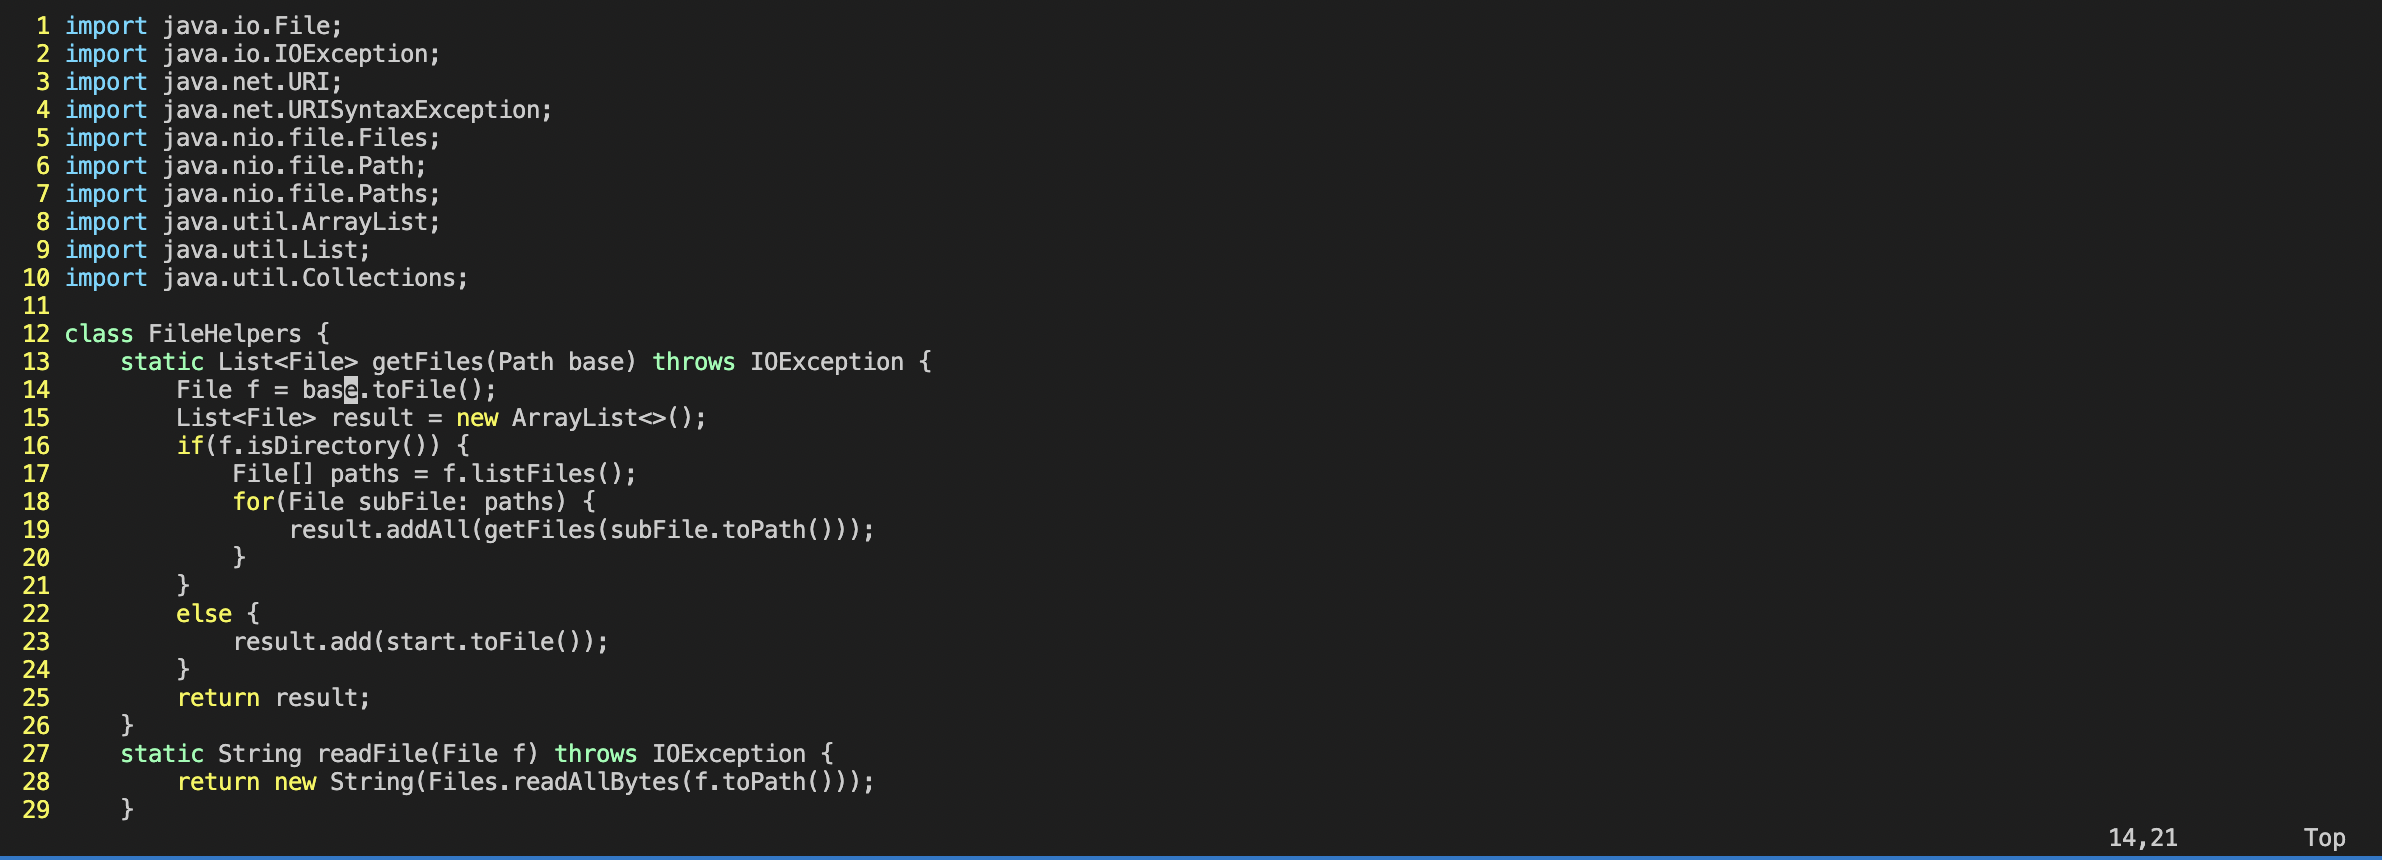 1 import java.io.File;
2 import java.io.IOException;
3 import java.net.URI;
4 import java.net.URISyntaxException;
5 import java.nio.file.Files;
6 import java.nio.file.Path;
7 import java.nio.file.Paths;
8 import java.util.ArrayList;
9 import java.util.List;
10 import java.util.Collections;
11
12 class FileHelpers {
13     static List<File> getFiles(Path base) throws IOException {
14         File f = base.toFile();
15         List<File> result = new ArrayList<>();
16         if(f.isDirectory()) {
17             File[] paths = f.listFiles();
18             for(File subFile: paths) {
19                 result.addAll(getFiles(subFile.toPath()));
20             }
21         }
22         else {
23             result.add(start.toFile());
24         }
25         return result;
26     }
27     static String readFile(File f) throws IOException {
28         return new String(Files.readAllBytes(f.toPath()));
29     }
14,21 Top